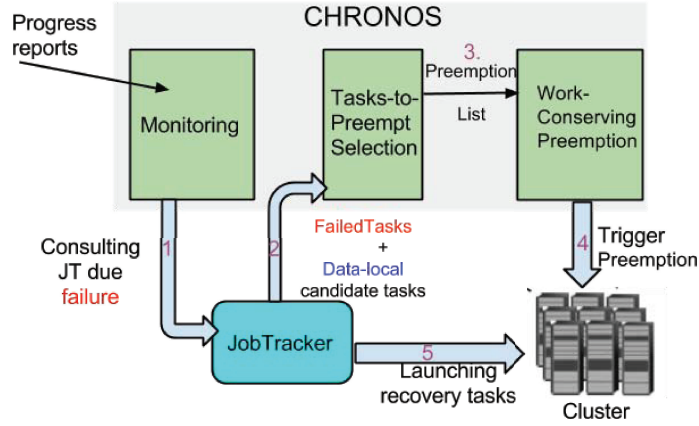 CHRONOS
Progress
reports
Monitoring
Tasks-to-
Preempt
Selection
3.
Preemption
List
Work-
Conserving
Preemption
1
Consulting
JT due
failure
2
FailedTasks
+
Data-local
candidate tasks
4
Trigger
Preemption
JobTracker
5
Launching
recovery tasks
Cluster